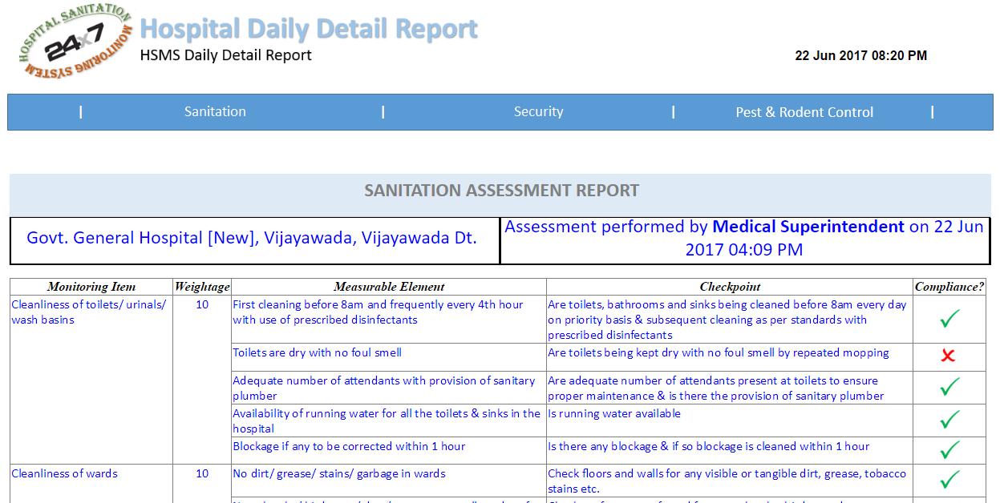 HOSPITAL SANITATION
MONITORING SYSTEM
24x7
Hospital Daily Detail Report
HSMS Daily Detail Report
22 Jun 2017 08:20 PM
| Sanitation | Security | Pest & Rodent Control |
SANITATION ASSESSMENT REPORT
Govt. General Hospital [New], Vijayawada, Vijayawada Dt.
Assessment performed by Medical Superintendent on 22 Jun
2017 04:09 PM
Monitoring Item Weightage Measurable Element Checkpoint Compliance?
Cleanliness of toilets/ urinals/
wash basins
10
First cleaning before 8am and frequently every 4th hour
with use of prescribed disinfectants
Are toilets, bathrooms and sinks being cleaned before 8am every day
on priority basis & subsequent cleaning as per standards with
prescribed disinfectants
Toilets are dry with no foul smell
Are toilets being kept dry with no foul smell by repeated mopping
Adequate number of attendants with provision of sanitary
plumber
Are adequate number of attendants present at toilets to ensure
proper maintenance & is there the provision of sanitary plumber
Availability of running water for all the toilets & sinks in the
hospital
Is running water available
Blockage if any to be corrected within 1 hour
Is there any blockage & if so blockage is cleaned within 1 hour
Cleanliness of wards
10
No dirt/ grease/ stains/ garbage in wards
Check floors and walls for any visible or tangible dirt, grease, tobacco
stains etc.